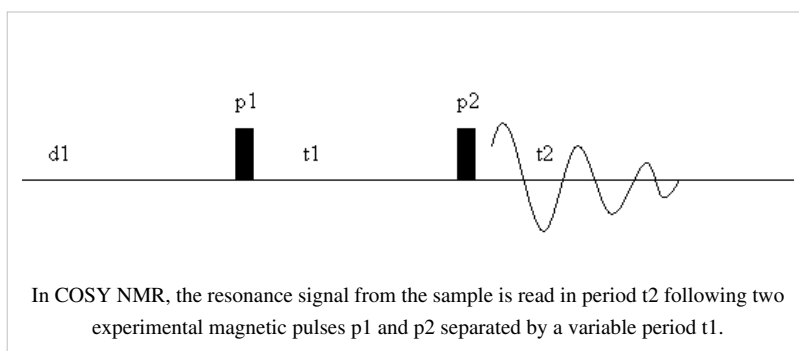 p1
p2
d1
t1
t2
In COSY NMR, the resonance signal from the sample is read in period t2 following two
experimental magnetic pulses p1 and p2 separated by a variable period t1.